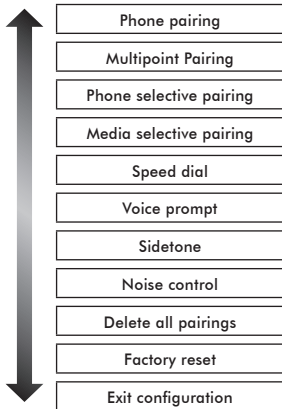 Phone pairing
Multipoint Pairing
Phone selective pairing
Media selective pairing
Speed dial
Voice prompt
Sidetone
Noise control
Delete all pairings
Factory reset
Exit configuration